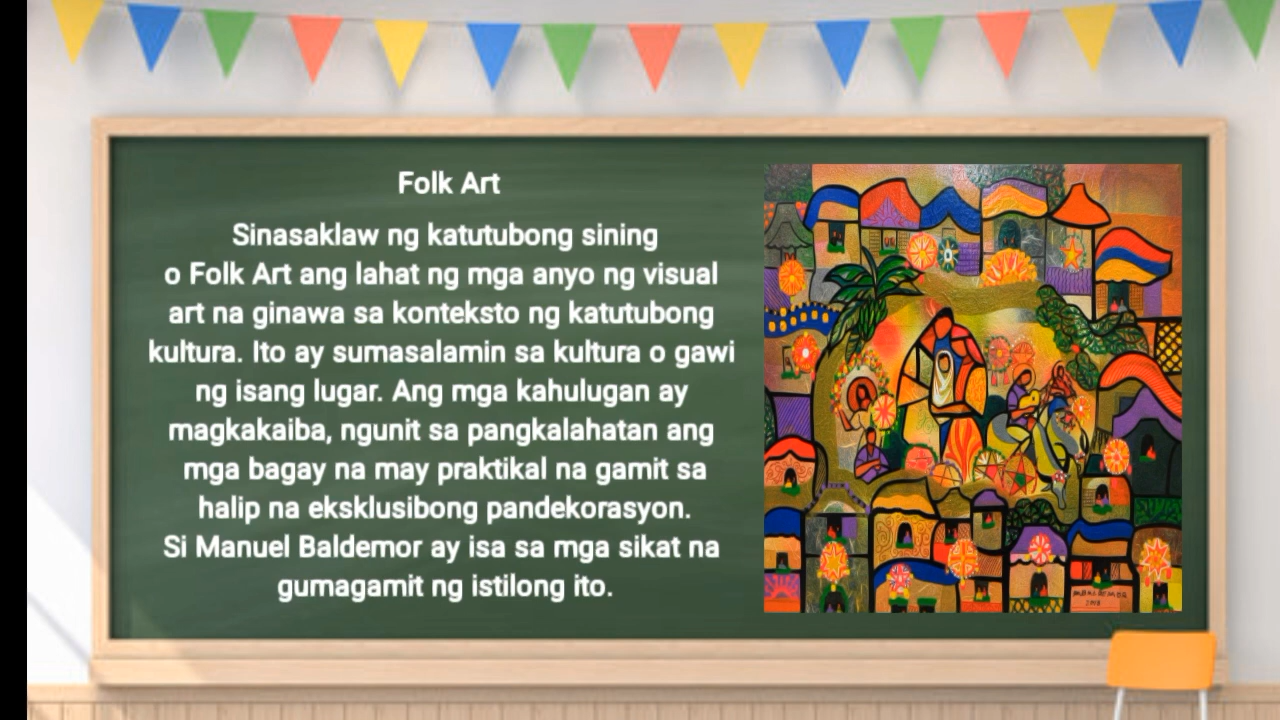 Folk Art
Sinasaklaw ng katutubong sining
o Folk Art ang lahat ng mga anyo ng visual
art na ginawa sa konteksto ng katutubong
kultura. Ito ay sumasalamin sa kultura o gawi
ng isang lugar. Ang mga kahulugan ay
magkakaiba, ngunit sa pangkalahatan ang
mga bagay na may praktikal na gamit sa
halip na eksklusibong pandekorasyon.
Si Manuel Baldemor ay isa sa mga sikat na
gumagamit ng istilong ito.